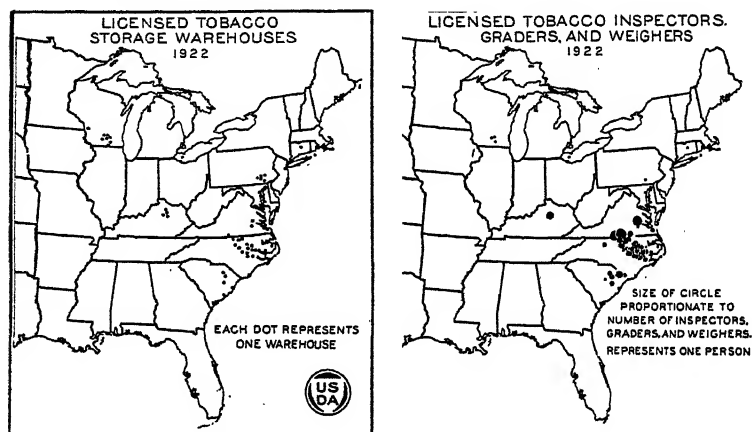 LICENSED TOBACCO
STORAGE WAREHOUSES
1922
EACH DOT REPRESENTS
ONE WAREHOUSE
US
DA
LICENSED TOBACCO INSPECTORS.
GRADERS, AND WEIGHERS
1922
SIZE OF CIRCLE
PROPORTIONATE TO
NUMBER OF INSPECTORS,
GRADERS, AND WEIGHERS.
REPRESENTS ONE PERSON